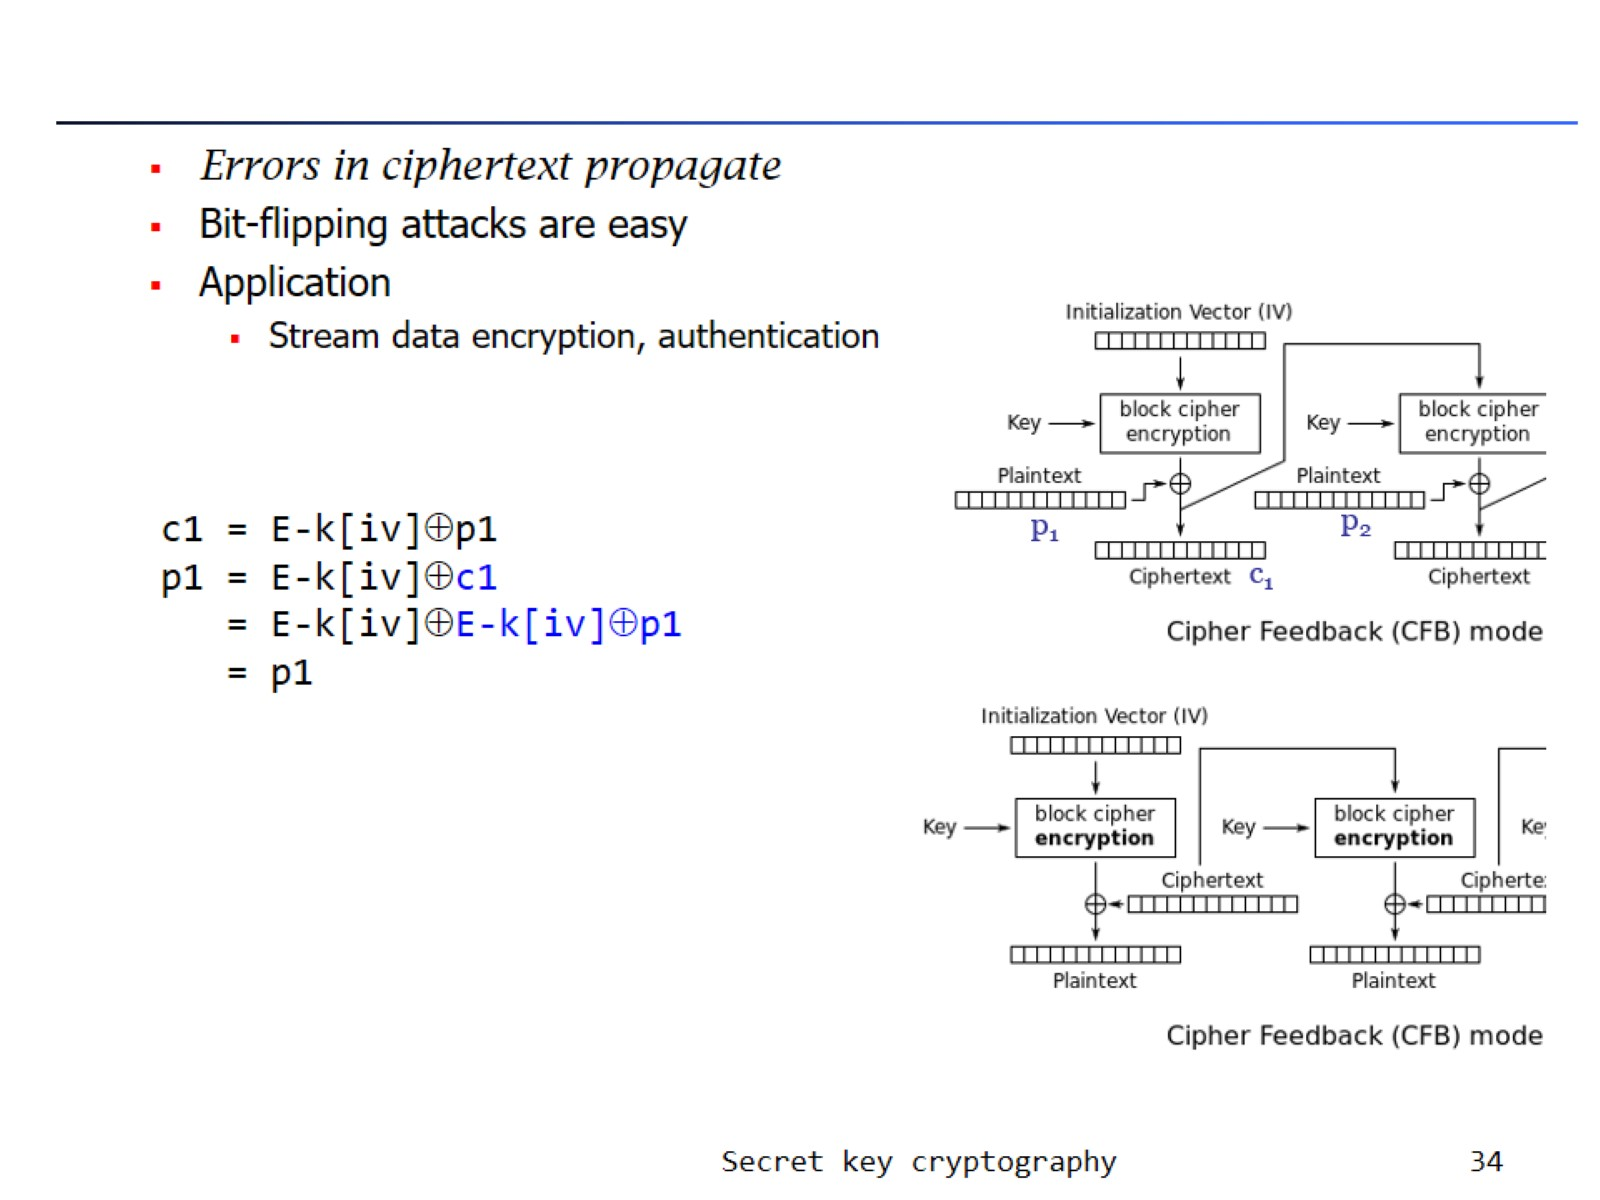 Errors in ciphertext propagate
Bit-flipping attacks are easy
Application
Stream data encryption, authentication
c1 = E-k[iv]⊕p1
p1 = E-k[iv]⊕c1
= E-k[iv]⊕E-k[iv]⊕p1
= p1
Initialization Vector (IV)
Key
block cipher
encryption
Key
block cipher
encryption
Plaintext
Plaintext
p₁
p₂
Ciphertext
c₁
Ciphertext
Cipher Feedback (CFB) mode
Initialization Vector (IV)
Key
block cipher
encryption
Key
block cipher
encryption
Ke
Ciphertext
Cipherte
Plaintext
Plaintext
Cipher Feedback (CFB) mode
Secret key cryptography
34